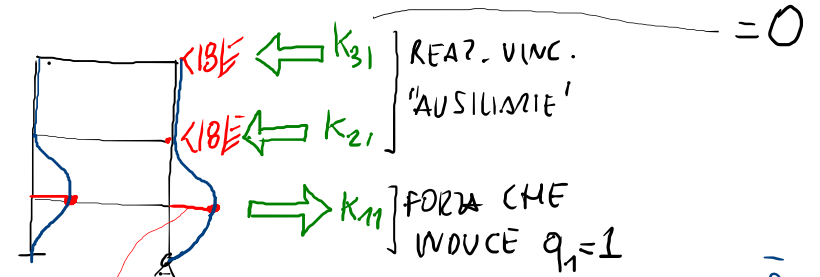 = 0
K31
REAZ. VINC.
"AUSILIARIE"
K21
K11
FORZA CHE
INDUCE q1=1